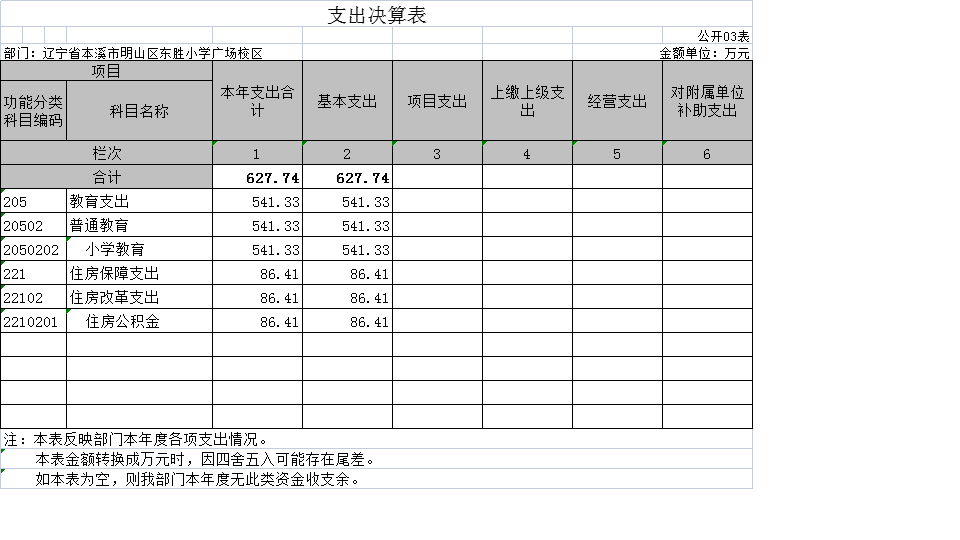 支出决算表
公开03表
部门：辽宁省本溪市明山区东胜小学广场校区 金额单位：万元
项目 本年支出合计 基本支出 项目支出 上缴上级支出 经营支出 对附属单位补助支出
功能分类科目编码 科目名称
栏次 1 2 3 4 5 6
合计 627.74 627.74
205 教育支出 541.33 541.33
20502 普通教育 541.33 541.33
2050202 小学教育 541.33 541.33
221 住房保障支出 86.41 86.41
22102 住房改革支出 86.41 86.41
2210201 住房公积金 86.41 86.41
注：本表反映部门本年度各项支出情况。
本表金额转换成万元时，因四舍五入可能存在尾差。
如本表为空，则我部门本年度无此类资金收支余。